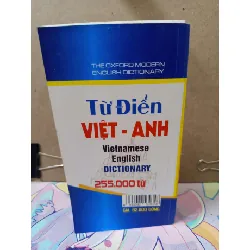 THE OXFORD MODERN
ENGLISH DICTIONARY
Từ Điển
VIỆT - ANH
Vietnamese
English
DICTIONARY
255.000 từ